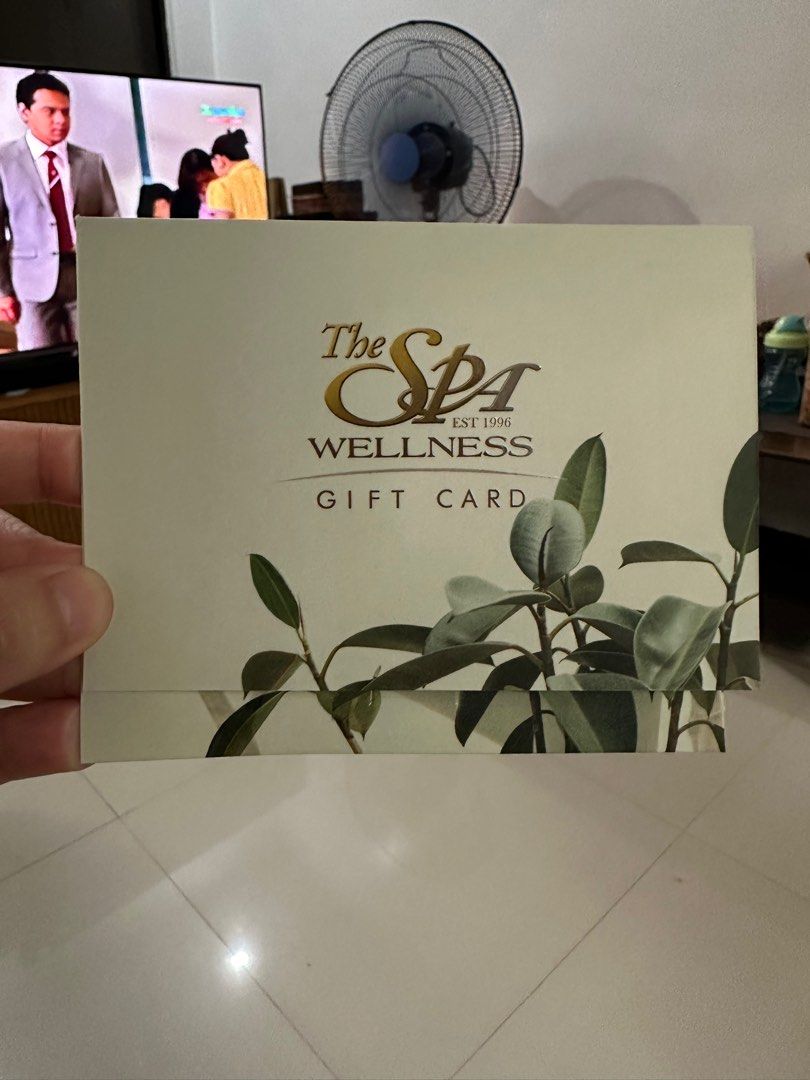 The
SPA
EST 1996
WELLNESS
GIFT CARD